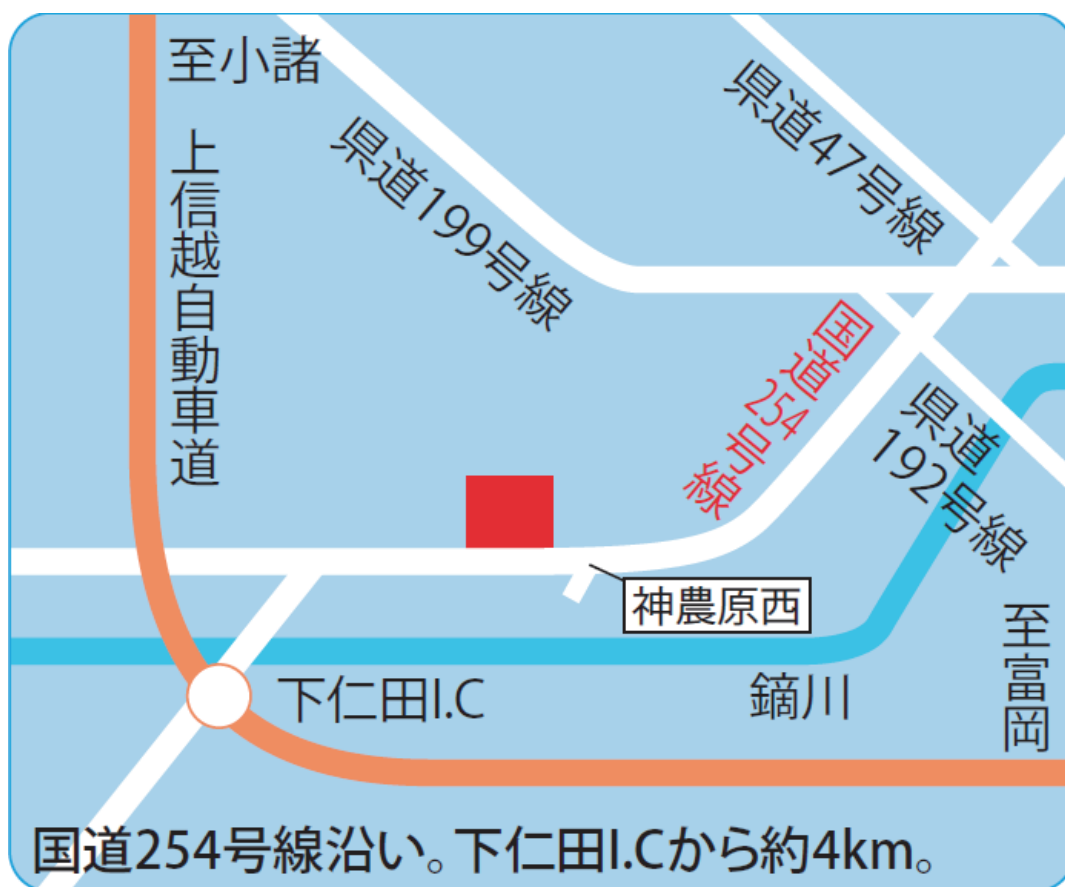 至小諸
上信越自動車道
県道199号線
県道47号線
国道254号線
県道
192号線
神農原西
至富岡
下仁田I.C
鏑川
国道254号線沿い。下仁田I.Cから約4km。